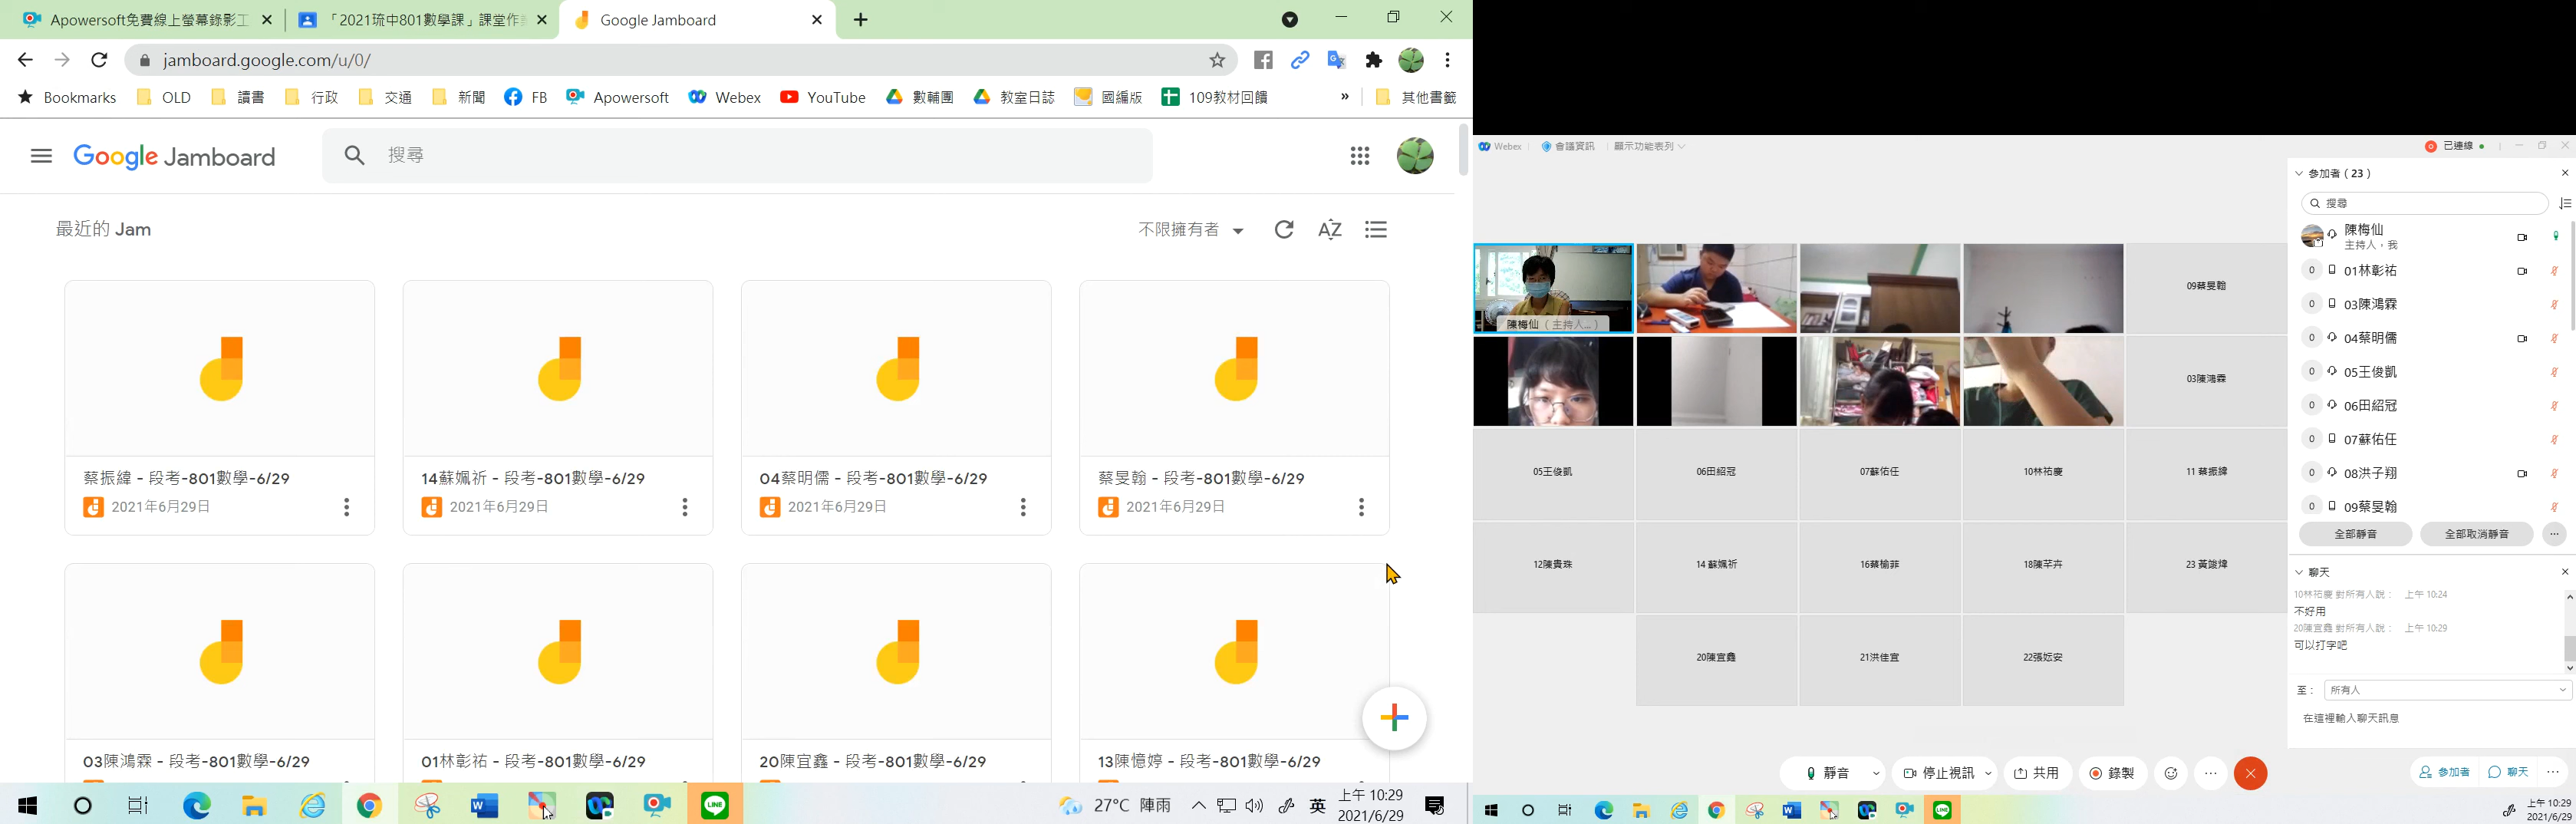 Apowersoft免費線上螢幕錄影工
「2021琉中801數學課」課堂作業
Google Jamboard
jamboard.google.com/u/0/
Bookmarks
OLD
讀書
行政
交通
新聞
FB
Apowersoft
Webex
YouTube
數輔團
教室日誌
國編版
109教材回饋
»
其他書籤
Google Jamboard
搜尋
最近的 Jam
不限擁有者
蔡振緯 - 段考-801數學-6/29
2021年6月29日
14蘇姵祈 - 段考-801數學-6/29
2021年6月29日
04蔡明儒 - 段考-801數學-6/29
2021年6月29日
蔡旻翰 - 段考-801數學-6/29
2021年6月29日
03陳鴻霖 - 段考-801數學-6/29
01林彰祐 - 段考-801數學-6/29
20陳宜鑫 - 段考-801數學-6/29
13陳憶婷 - 段考-801數學-6/29
27°C 陣雨
英
上午 10:29
2021/6/29
Webex
會議資訊
顯示功能表列
已連線
陳梅仙（主持人...）
09蔡旻翰
03陳鴻霖
05王俊凱
06田紹冠
07蘇佑任
10林祐慶
11 蔡振緯
12陳貴珠
14 蘇姵祈
16蔡榆菲
18陳芊卉
23 黃竣煒
20陳宜鑫
21洪佳宜
22張妘安
參加者 ( 23 )
搜尋
陳梅仙
主持人，我
01林彰祐
03陳鴻霖
04蔡明儒
05王俊凱
06田紹冠
07蘇佑任
08洪子翔
09蔡旻翰
全部靜音
全部取消靜音
聊天
10林祐慶 對所有人說： 上午 10:24
不好用
20陳宜鑫 對所有人說： 上午 10:29
可以打字吧
至： 所有人
在這裡輸入聊天訊息
靜音
停止視訊
共用
錄製
參加者
聊天
上午 10:29
2021/6/29